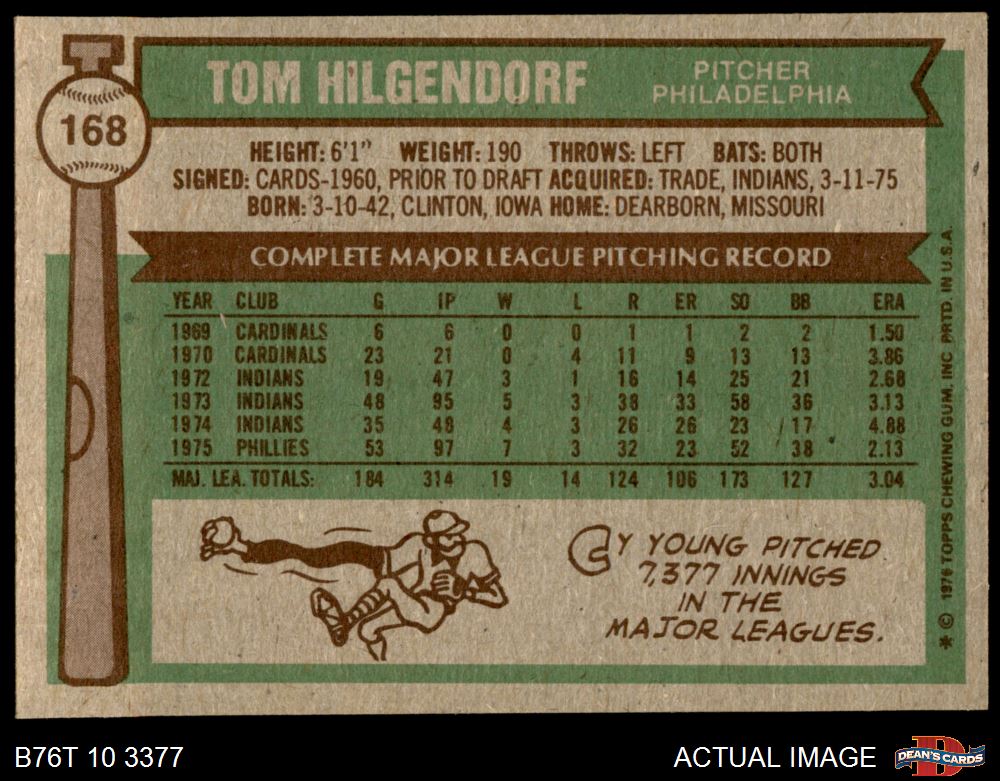 TOM HILGENDORF
PITCHER
PHILADELPHIA
168
HEIGHT: 6'1" WEIGHT: 190 THROWS: LEFT BATS: BOTH
SIGNED: CARDS-1960, PRIOR TO DRAFT ACQUIRED: TRADE, INDIANS, 3-11-75
BORN: 3-10-42, CLINTON, IOWA HOME: DEARBORN, MISSOURI
COMPLETE MAJOR LEAGUE PITCHING RECORD
YEAR CLUB G IP W L R ER SO BB ERA
1969 CARDINALS 6 6 0 0 1 1 2 2 1.50
1970 CARDINALS 23 21 0 4 11 9 13 13 3.86
1972 INDIANS 19 47 3 1 16 14 25 21 2.68
1973 INDIANS 48 95 5 3 38 33 58 36 3.13
1974 INDIANS 35 48 4 3 26 26 23 17 4.88
1975 PHILLIES 53 97 7 3 32 23 52 38 2.13
MAJ. LEA. TOTALS: 184 314 19 14 124 106 173 127 3.04
CY YOUNG PITCHED
7,377 INNINGS
IN THE
MAJOR LEAGUES.
* © 1976 TOPPS CHEWING GUM, INC. PRTD. IN U.S.A.
B76T 10 3377
ACTUAL IMAGE
D
DEAN'S CARDS